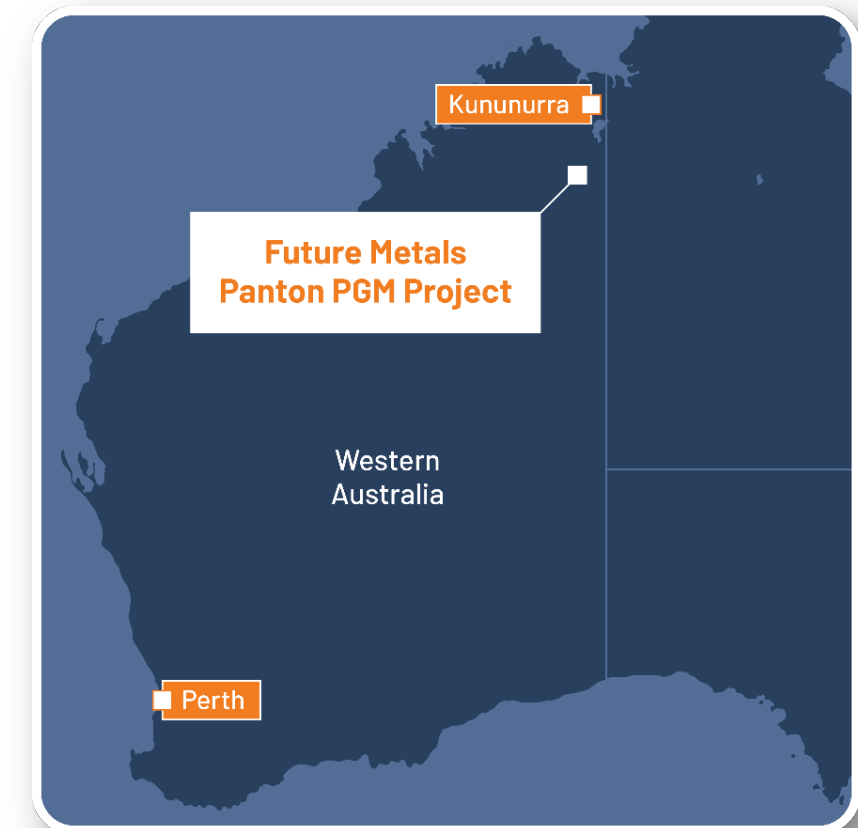 Kununurra
Future Metals
Panton PGM Project
Western
Australia
Perth